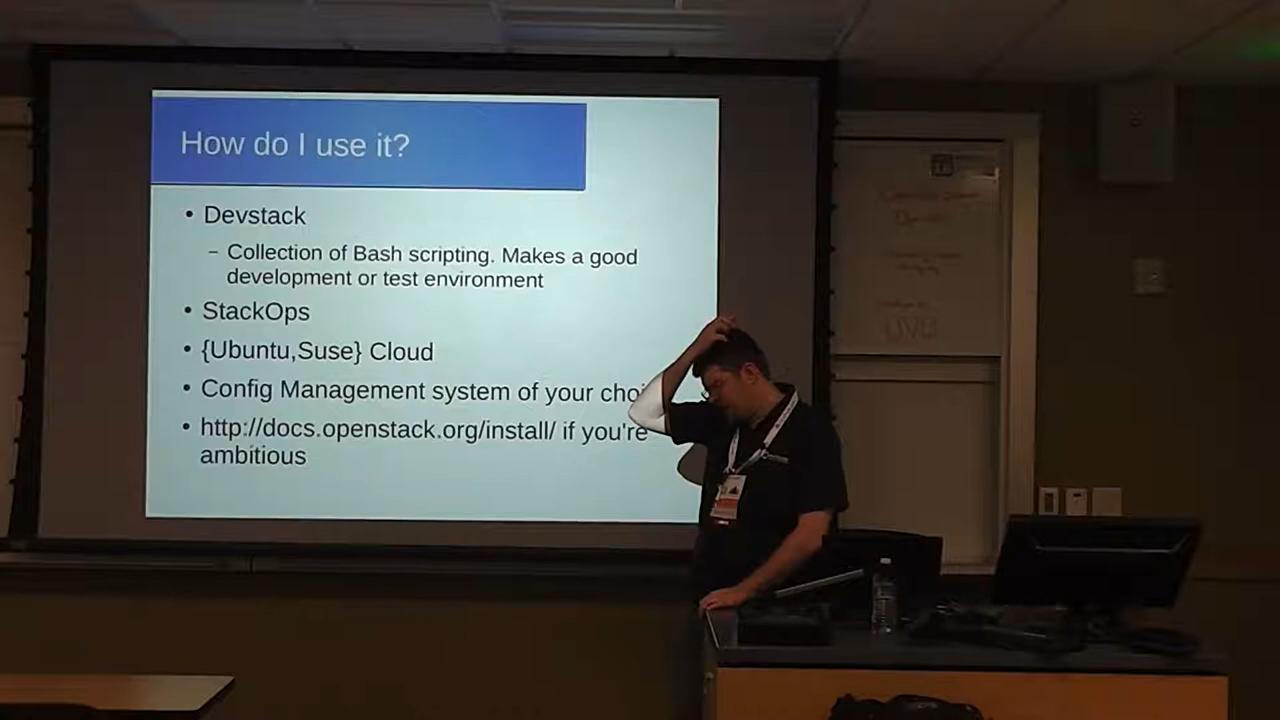 How do I use it?
• Devstack
– Collection of Bash scripting. Makes a good
development or test environment
• StackOps
• {Ubuntu,Suse} Cloud
• Config Management system of your
• http://docs.openstack.org/install/ if you're
ambitious
UVU